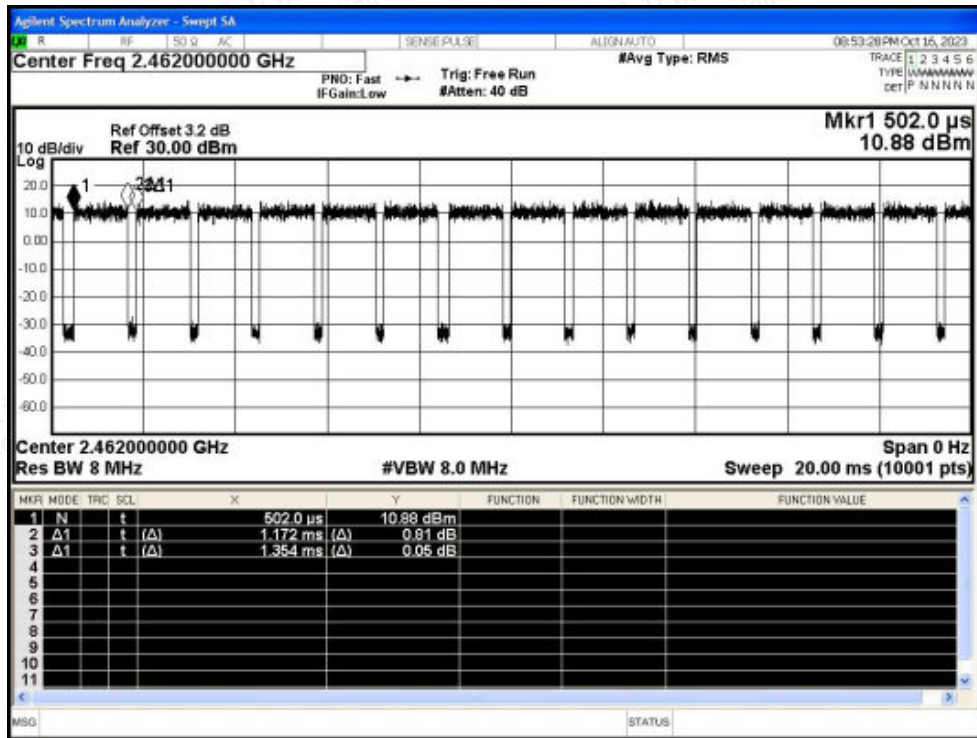 Agilent Spectrum Analyzer - Swept SA
R RF 50 Ω AC SENSE:PULSE ALIGN AUTO 08:53:28 PM Oct 16, 2023
Center Freq 2.462000000 GHz #Avg Type: RMS TRACE 1 2 3 4 5 6
PNO: Fast Trig: Free Run TYPE
IFGain:Low #Atten: 40 dB DET P N N N N N
Mkr1 502.0 µs
Ref Offset 3.2 dB
10 dB/div Ref 30.00 dBm 10.88 dBm
Log
20.0
1
10.0
0.00
-10.0
-20.0
-30.0
-40.0
-50.0
-60.0
Center 2.462000000 GHz Span 0 Hz
Res BW 8 MHz #VBW 8.0 MHz Sweep 20.00 ms (10001 pts)
MKR MODE TRC SCL X Y FUNCTION FUNCTION WIDTH FUNCTION VALUE
1 N t 502.0 µs 10.88 dBm
2 Δ1 t (Δ) 1.172 ms (Δ) 0.81 dB
3 Δ1 t (Δ) 1.354 ms (Δ) 0.05 dB
4
5
6
7
8
9
10
11
MSG STATUS